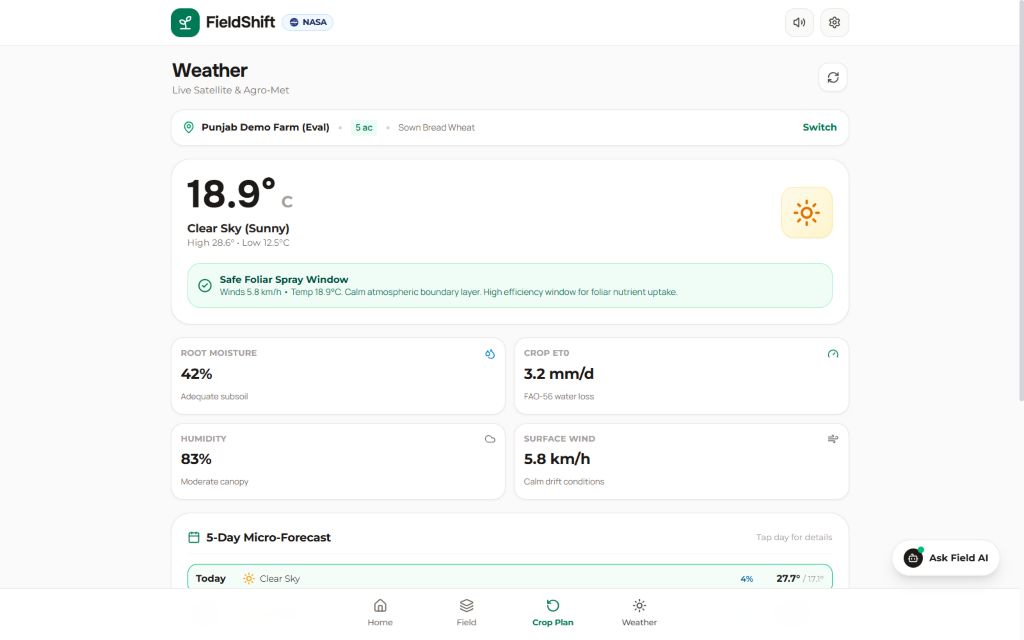 FieldShift NASA
Weather
Live Satellite & Agro-Met
Punjab Demo Farm (Eval) • 5 ac • Sown Bread Wheat Switch
18.9° C
Clear Sky (Sunny)
High 28.6° • Low 12.5°C
Safe Foliar Spray Window
Winds 5.8 km/h • Temp 18.9°C. Calm atmospheric boundary layer. High efficiency window for foliar nutrient uptake.
ROOT MOISTURE
42%
Adequate subsoil
CROP ET0
3.2 mm/d
FAO-56 water loss
HUMIDITY
83%
Moderate canopy
SURFACE WIND
5.8 km/h
Calm drift conditions
5-Day Micro-Forecast Tap day for details
Today Clear Sky 4% 27.7° / 17.1°
Ask Field AI
Home Field Crop Plan Weather